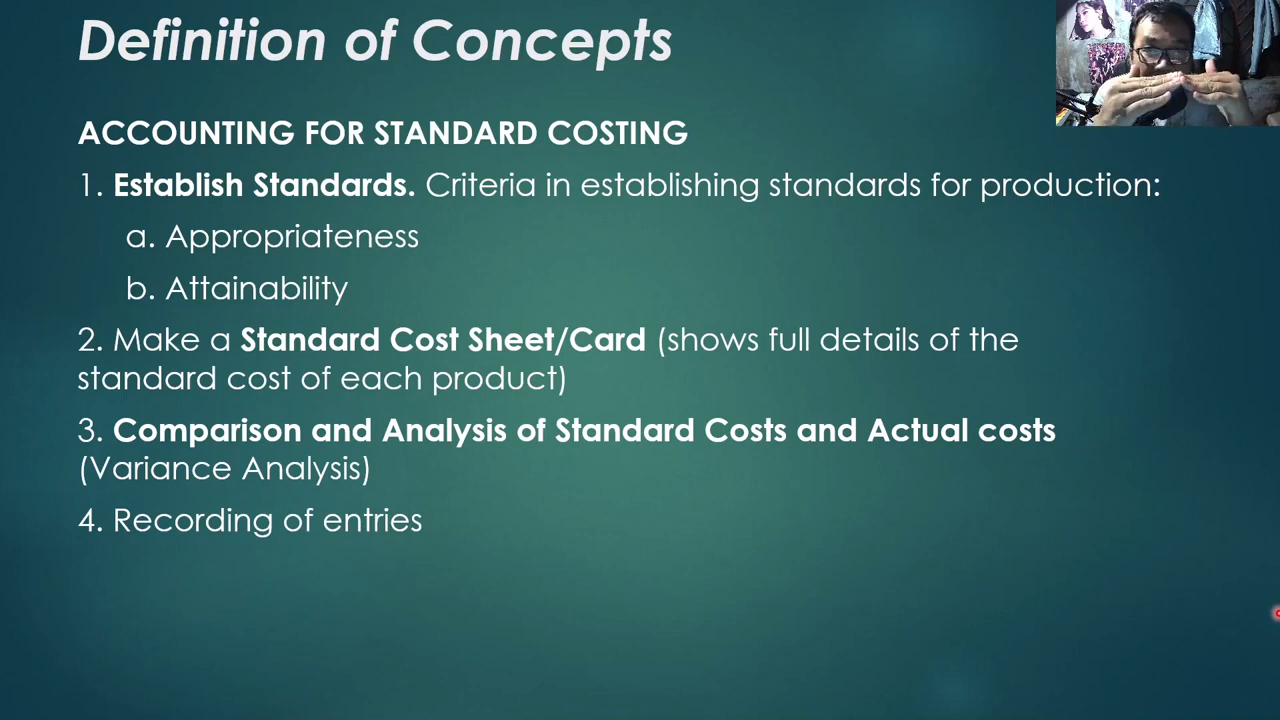 Definition of Concepts
ACCOUNTING FOR STANDARD COSTING
1. Establish Standards. Criteria in establishing standards for production:
a. Appropriateness
b. Attainability
2. Make a Standard Cost Sheet/Card (shows full details of the
standard cost of each product)
3. Comparison and Analysis of Standard Costs and Actual costs
(Variance Analysis)
4. Recording of entries